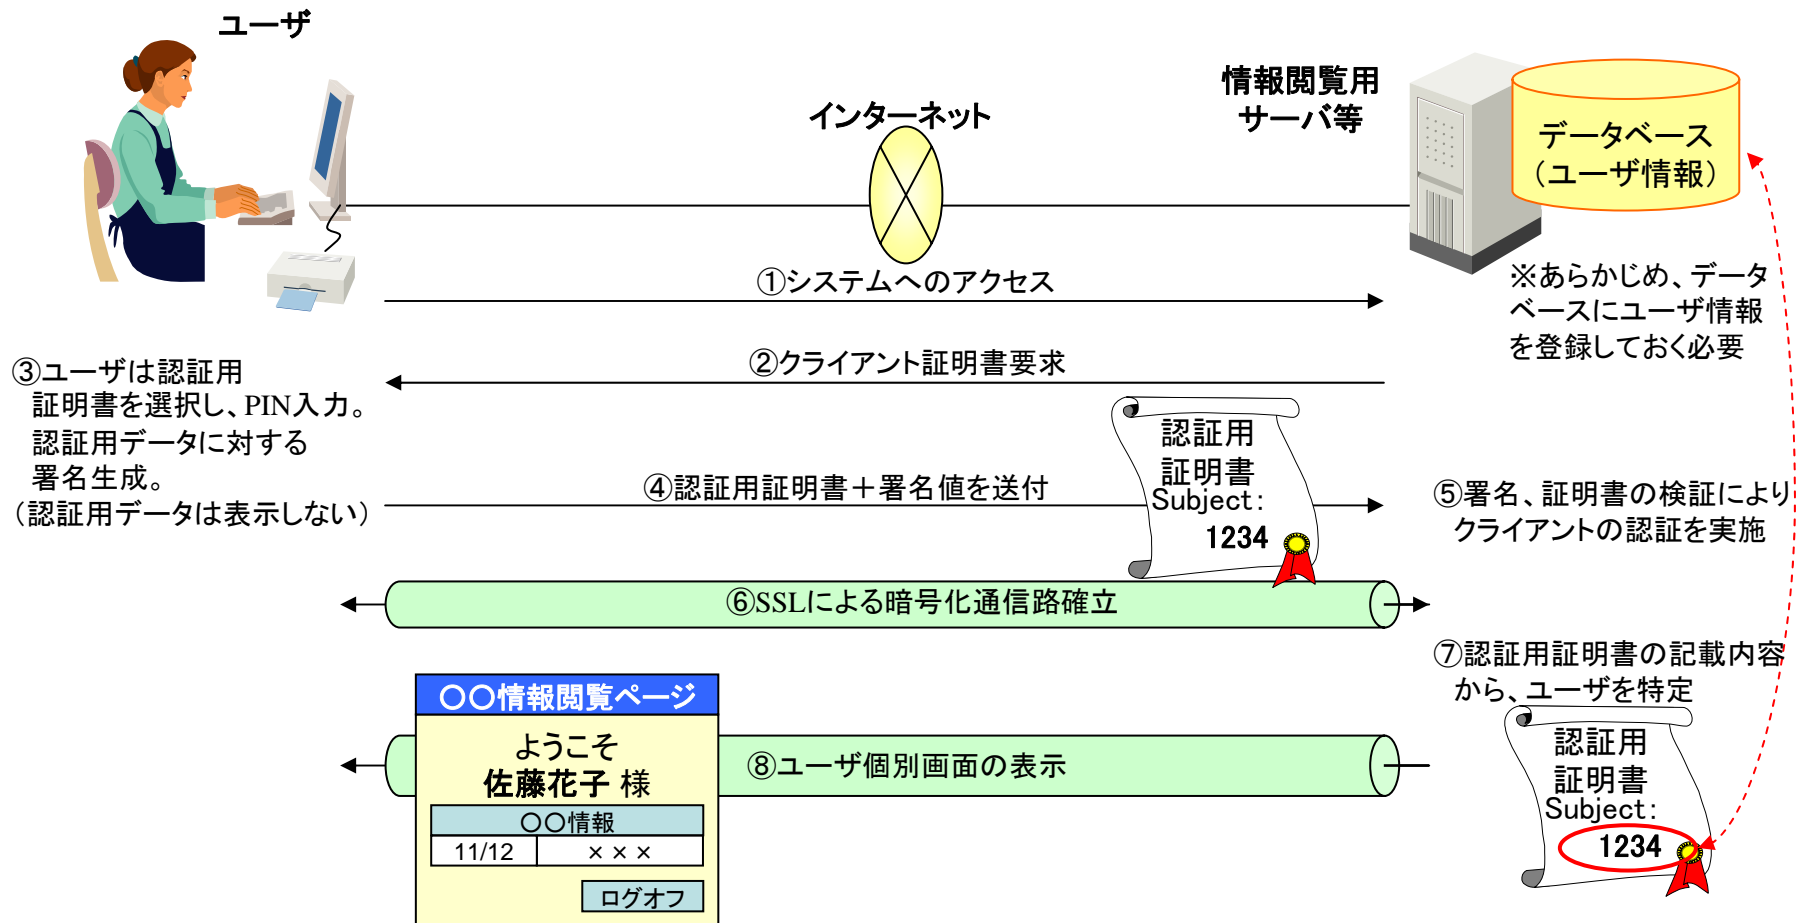 ユーザ
インターネット
情報閲覧用
サーバ等
データベース
(ユーザ情報)
①システムへのアクセス
※あらかじめ、データ
ベースにユーザ情報
を登録しておく必要
②クライアント証明書要求
③ユーザは認証用
証明書を選択し、PIN入力。
認証用データに対する
署名生成。
(認証用データは表示しない)
④認証用証明書＋署名値を送付
認証用
証明書
Subject:
1234
⑤署名、証明書の検証により
クライアントの認証を実施
⑥SSLによる暗号化通信路確立
⑦認証用証明書の記載内容
から、ユーザを特定
認証用
証明書
Subject:
1234
⑧ユーザ個別画面の表示
○○情報閲覧ページ
ようこそ
佐藤花子 様
○○情報
11/12 ×××
ログオフ